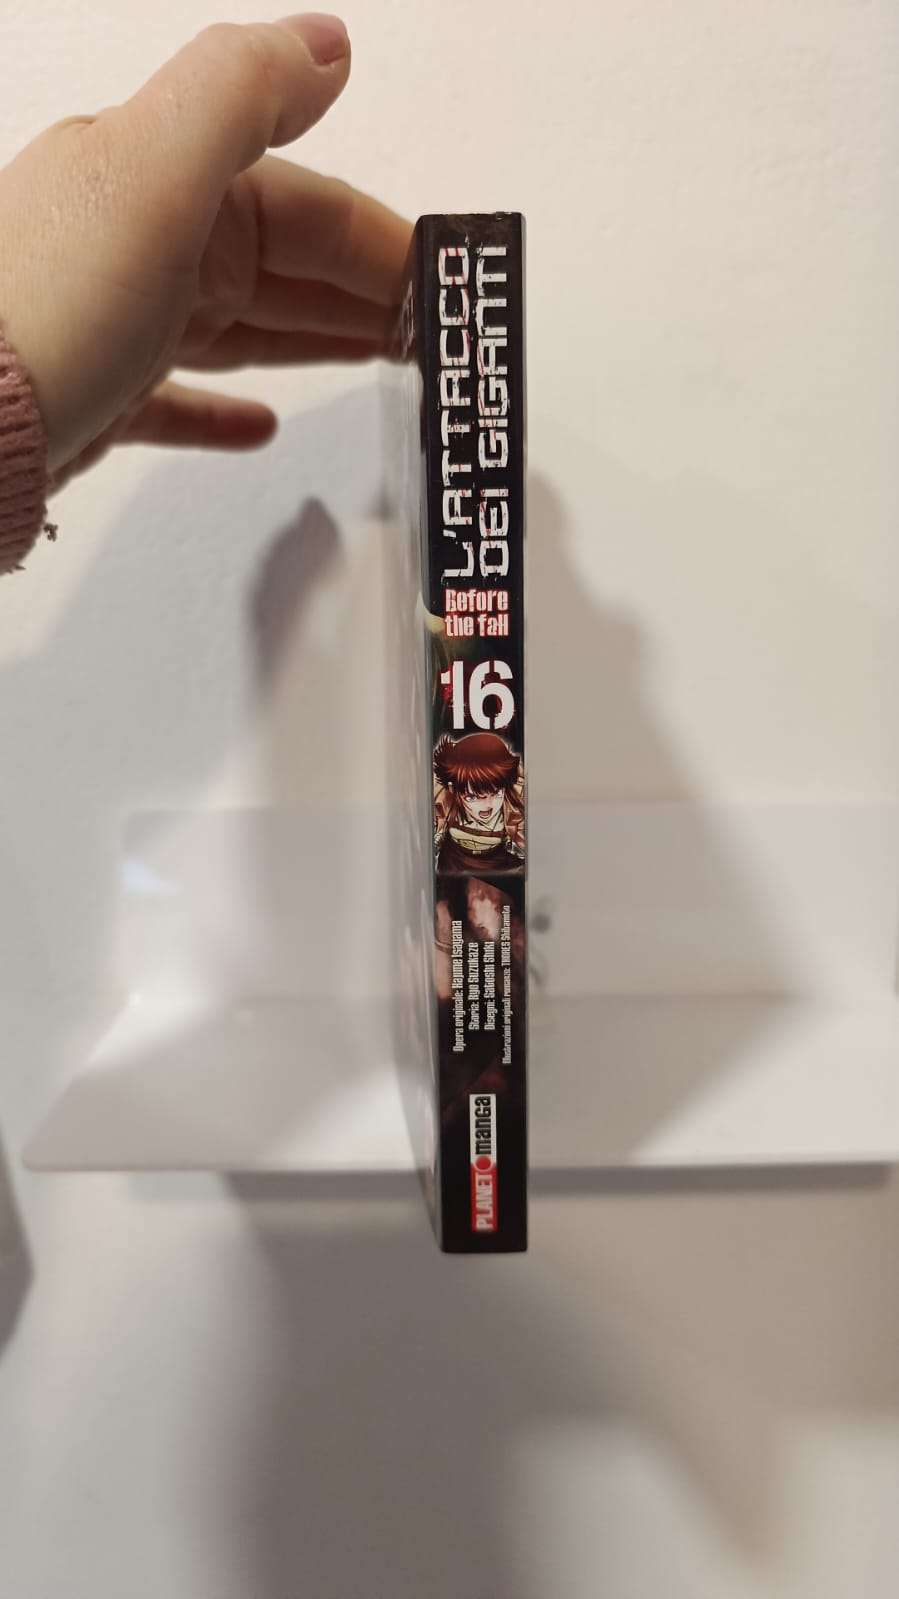 L'ATTACCO
DEI GIGANTI
Before
the fall
16
Opera originale: Hajime Isayama
Storia: Ryo Suzukaze
Disegni: Satoshi Shiki
Illustrazioni originali romanzo: THORES Shibamoto
PLANET manga